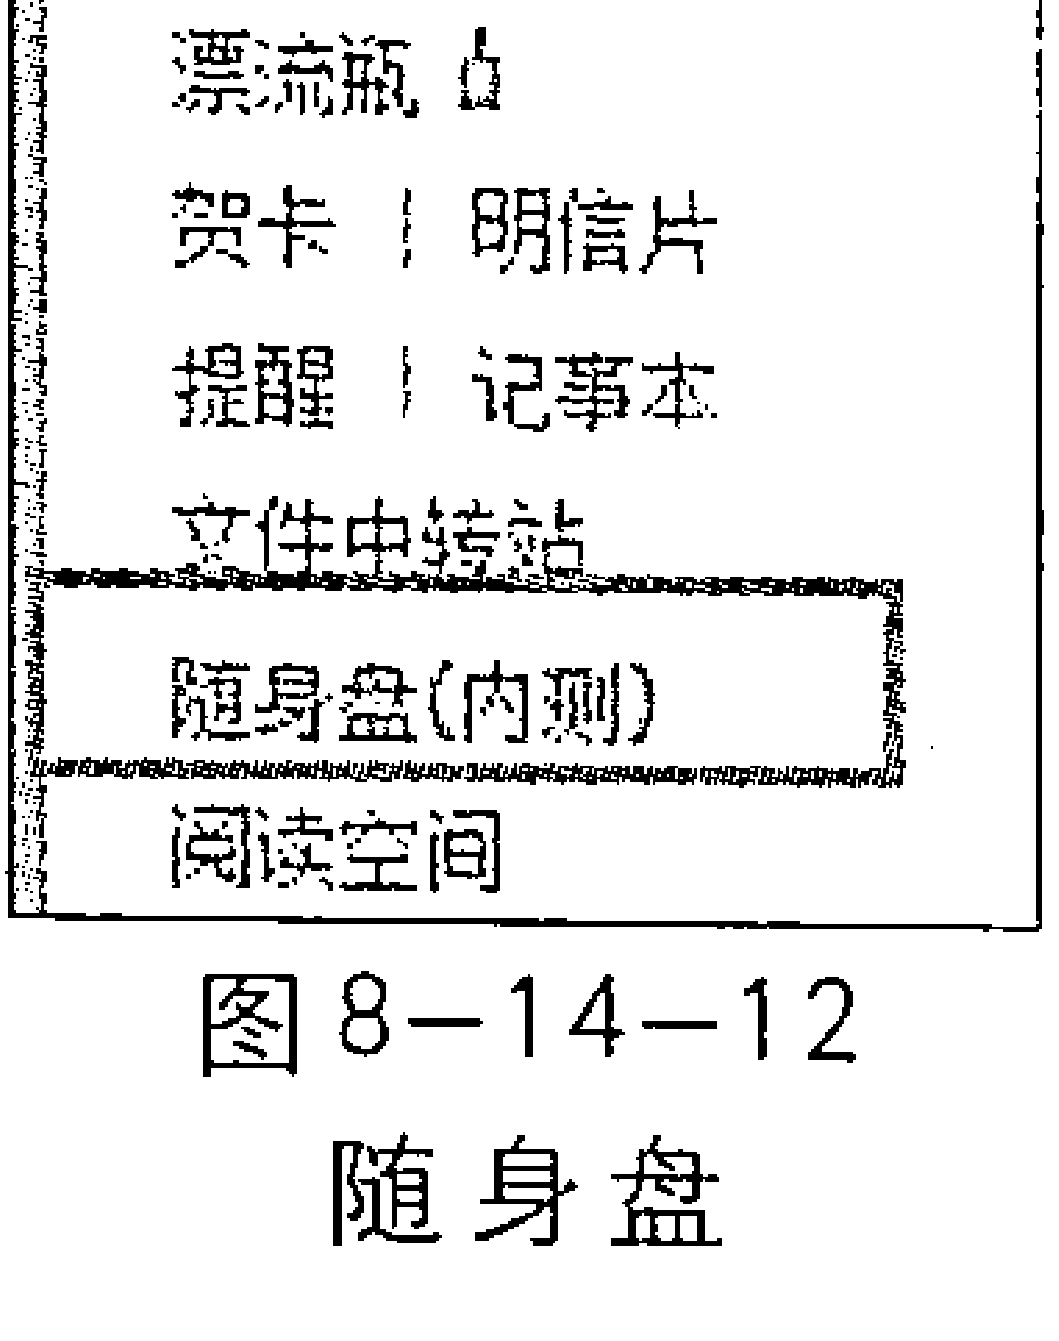 漂流瓶
贺卡 | 明信片
提醒 | 记事本
文件中转站
随身盘(内测)
阅读空间
图8-14-12
随身盘